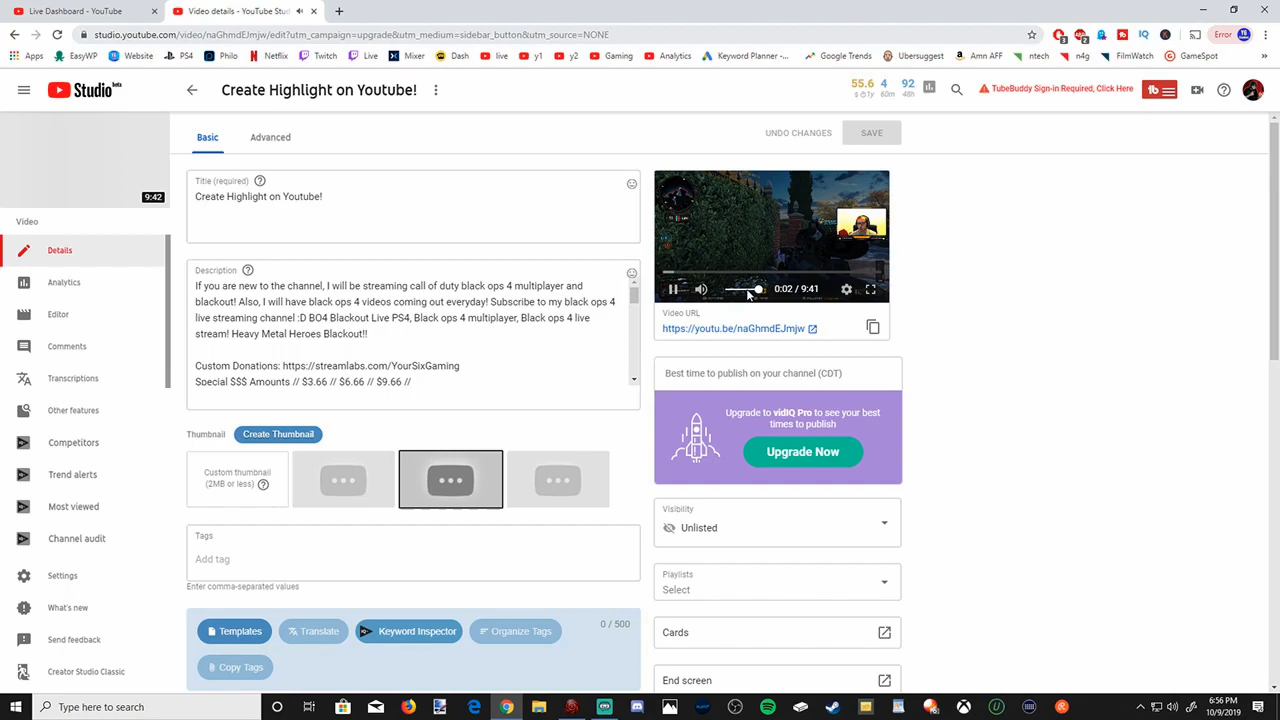 Live Dashboard - YouTube
Video details - YouTube Stud
studio.youtube.com/video/naGhmdEJmjw/edit?utm_campaign=upgrade&utm_medium=sidebar_button&utm_source=NONE
Error
Apps
EasyWP
Website
PS4
Philo
Netflix
Twitch
Live
Mixer
Dash
live
y1
y2
Gaming
Analytics
Keyword Planner -...
Google Trends
Ubersuggest
Amn AFF
ntech
n4g
FilmWatch
GameSpot
Studio beta
Create Highlight on Youtube!
55.6 4 92
1y 60m 48h
TubeBuddy Sign-in Required, Click Here
tb
Basic
Advanced
UNDO CHANGES
SAVE
9:42
Video
Details
Analytics
Editor
Comments
Transcriptions
Other features
Competitors
Trend alerts
Most viewed
Channel audit
Settings
What's new
Send feedback
Creator Studio Classic
Title (required)
Create Highlight on Youtube!
Description
If you are new to the channel, I will be streaming call of duty black ops 4 multiplayer and
blackout! Also, I will have black ops 4 videos coming out everyday! Subscribe to my black ops 4
live streaming channel :D BO4 Blackout Live PS4, Black ops 4 multiplayer, Black ops 4 live
stream! Heavy Metal Heroes Blackout!!
Custom Donations: https://streamlabs.com/YourSixGaming
Special $$$ Amounts // $3.66 // $6.66 // $9.66 //
Thumbnail
Create Thumbnail
Custom thumbnail
(2MB or less)
Tags
Add tag
Enter comma-separated values
Templates
Translate
Keyword Inspector
Organize Tags
0 / 500
Copy Tags
0:02 / 9:41
Video URL
https://youtu.be/naGhmdEJmjw
Best time to publish on your channel (CDT)
Upgrade to vidIQ Pro to see your best
times to publish
Upgrade Now
Visibility
Unlisted
Playlists
Select
Cards
End screen
Type here to search
6:56 PM
10/9/2019